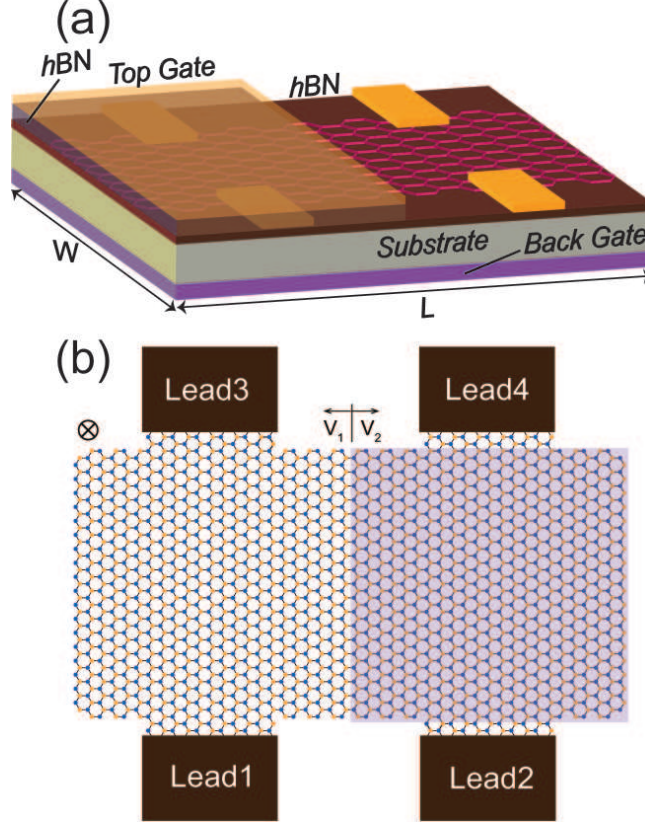 (a)
hBN
Top Gate
hBN
Substrate
Back Gate
W
L
(b)
Lead3
Lead4
V1
V2
Lead1
Lead2